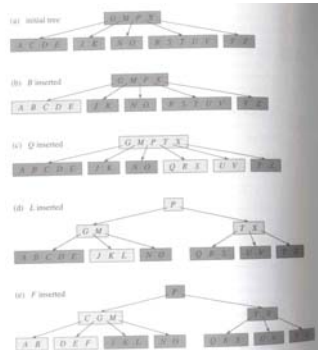 (a) initial tree
G M P X
A C D E J K N O R S T U V Y Z
(b) B inserted
G M P X
A B C D E J K N O R S T U V Y Z
(c) Q inserted
G M P T X
A B C D E J K N O Q R S U V Y Z
(d) L inserted
P
G M T X
A B C D E J K L N O Q R S U V Y Z
(e) F inserted
P
C G M T X
A B D E F J K L N O Q R S U V Y Z